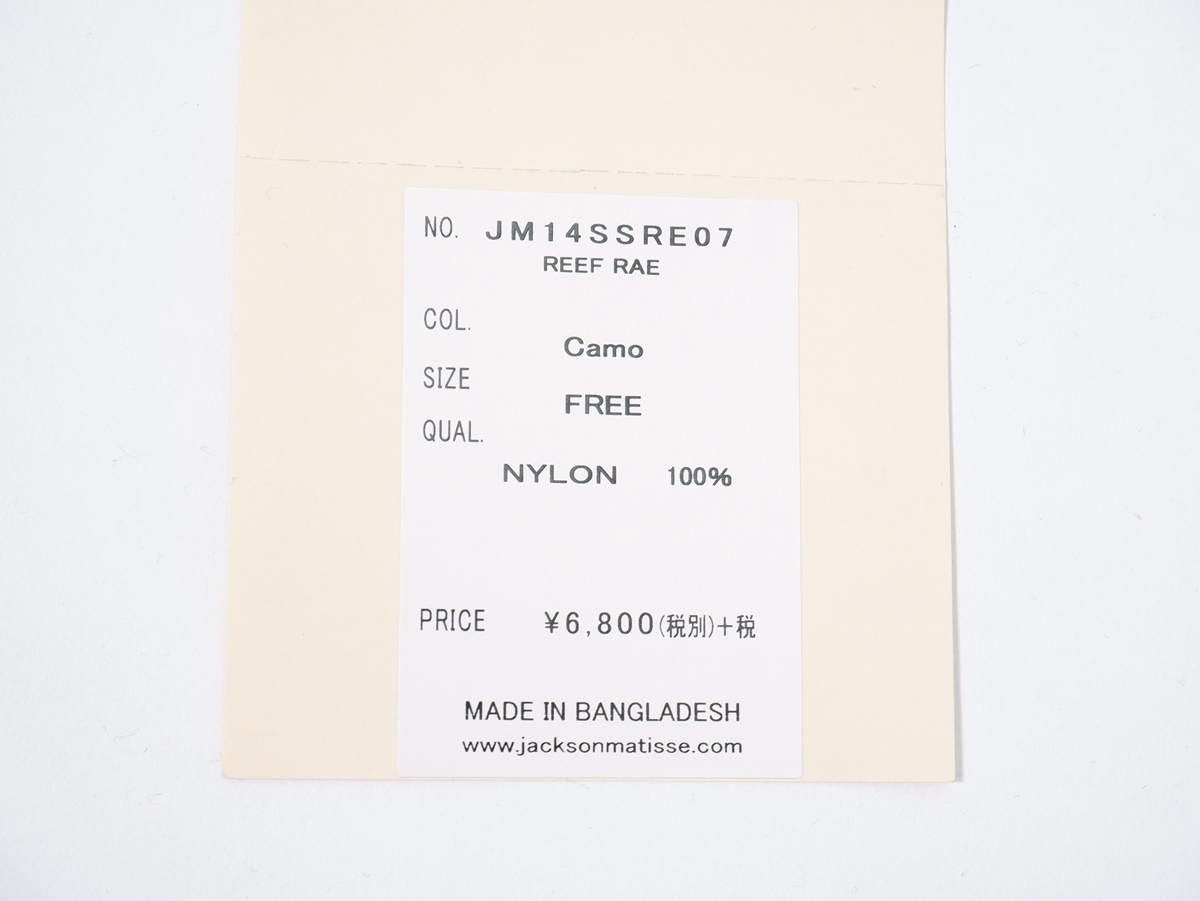 NO. JM14SSRE07
REEF RAE
COL.
Camo
SIZE
FREE
QUAL.
NYLON 100%
PRICE ¥6,800(税別)+税
MADE IN BANGLADESH
www.jacksonmatisse.com